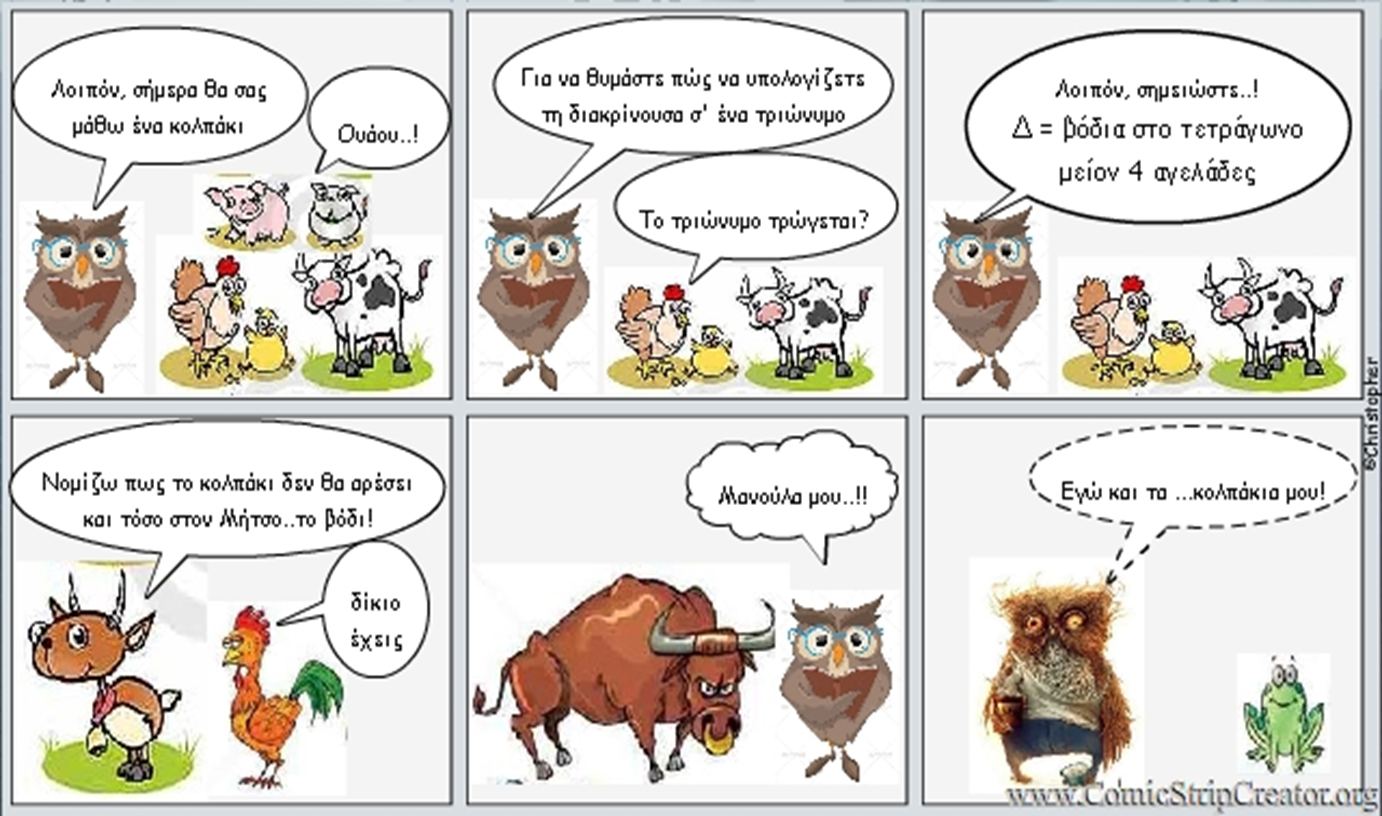 Λοιπόν, σήμερα θα σας
μάθω ένα κολπάκι
Ουάου..!
Για να θυμάστε πώς να υπολογίζετε
τη διακρίνουσα σ' ένα τριώνυμο
Το τριώνυμο τρώγεται?
Λοιπόν, σημειώστε..!
Δ = βόδια στο τετράγωνο
μείον 4 αγελάδες
©Christopher
Νομίζω πως το κολπάκι δεν θα αρέσει
και τόσο στον Μήτσο..το βόδι!
δίκιο
έχεις
Μανούλα μου..!!
Εγώ και τα ...κολπάκια μου!
www.ComicStripCreator.org